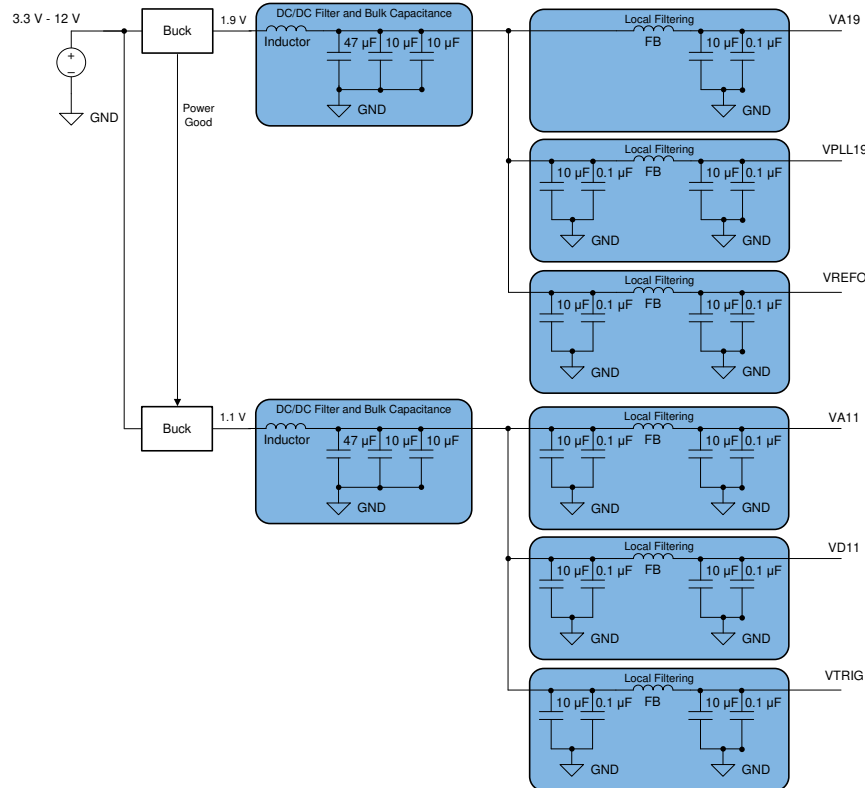 3.3 V - 12 V
+
−
GND
Buck
1.9 V
Power
Good
DC/DC Filter and Bulk Capacitance
Inductor
47 µF 10 µF 10 µF
GND
Local Filtering
FB
10 µF 0.1 µF
GND
VA19
Local Filtering
10 µF 0.1 µF FB 10 µF 0.1 µF
GND GND
VPLL19
Local Filtering
10 µF 0.1 µF FB 10 µF 0.1 µF
GND GND
VREFO
Buck
1.1 V
DC/DC Filter and Bulk Capacitance
Inductor
47 µF 10 µF 10 µF
GND
Local Filtering
10 µF 0.1 µF FB 10 µF 0.1 µF
GND GND
VA11
Local Filtering
10 µF 0.1 µF FB 10 µF 0.1 µF
GND GND
VD11
Local Filtering
10 µF 0.1 µF FB 10 µF 0.1 µF
GND GND
VTRIG